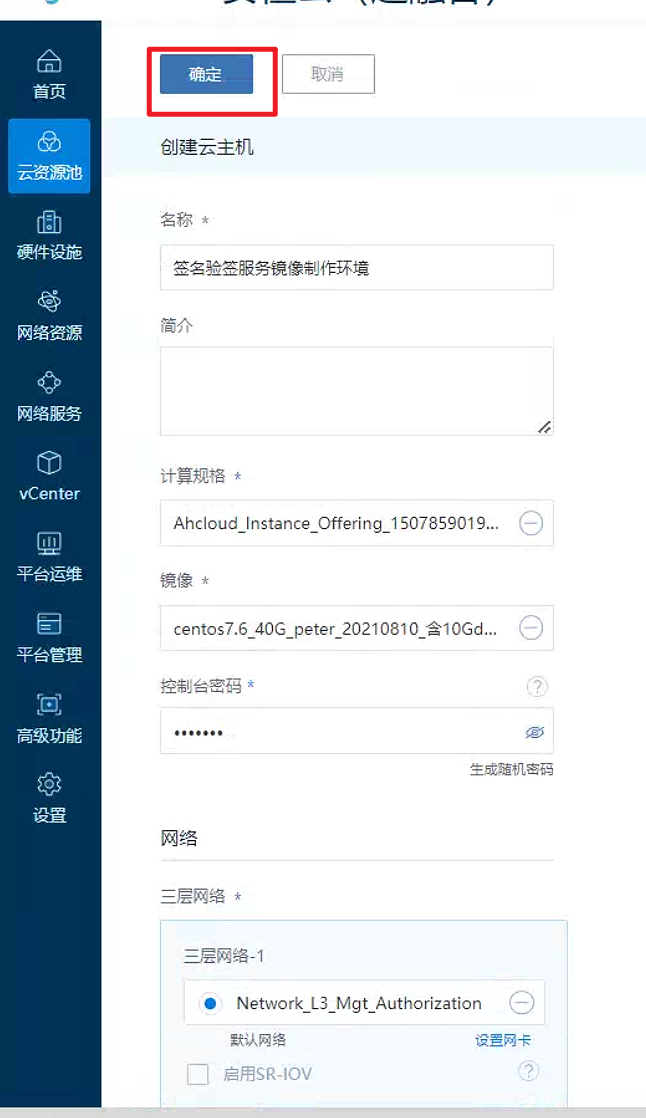 首页
云资源池
硬件设施
网络资源
网络服务
vCenter
平台运维
平台管理
高级功能
设置
确定
取消
创建云主机
名称 *
签名验签服务镜像制作环境
简介
计算规格 *
Ahcloud_Instance_Offering_1507859019...
镜像 *
centos7.6_40G_peter_20210810_含10Gd...
控制台密码 *
•••••••
生成随机密码
网络
三层网络 *
三层网络-1
Network_L3_Mgt_Authorization
默认网络 设置网卡
启用SR-IOV